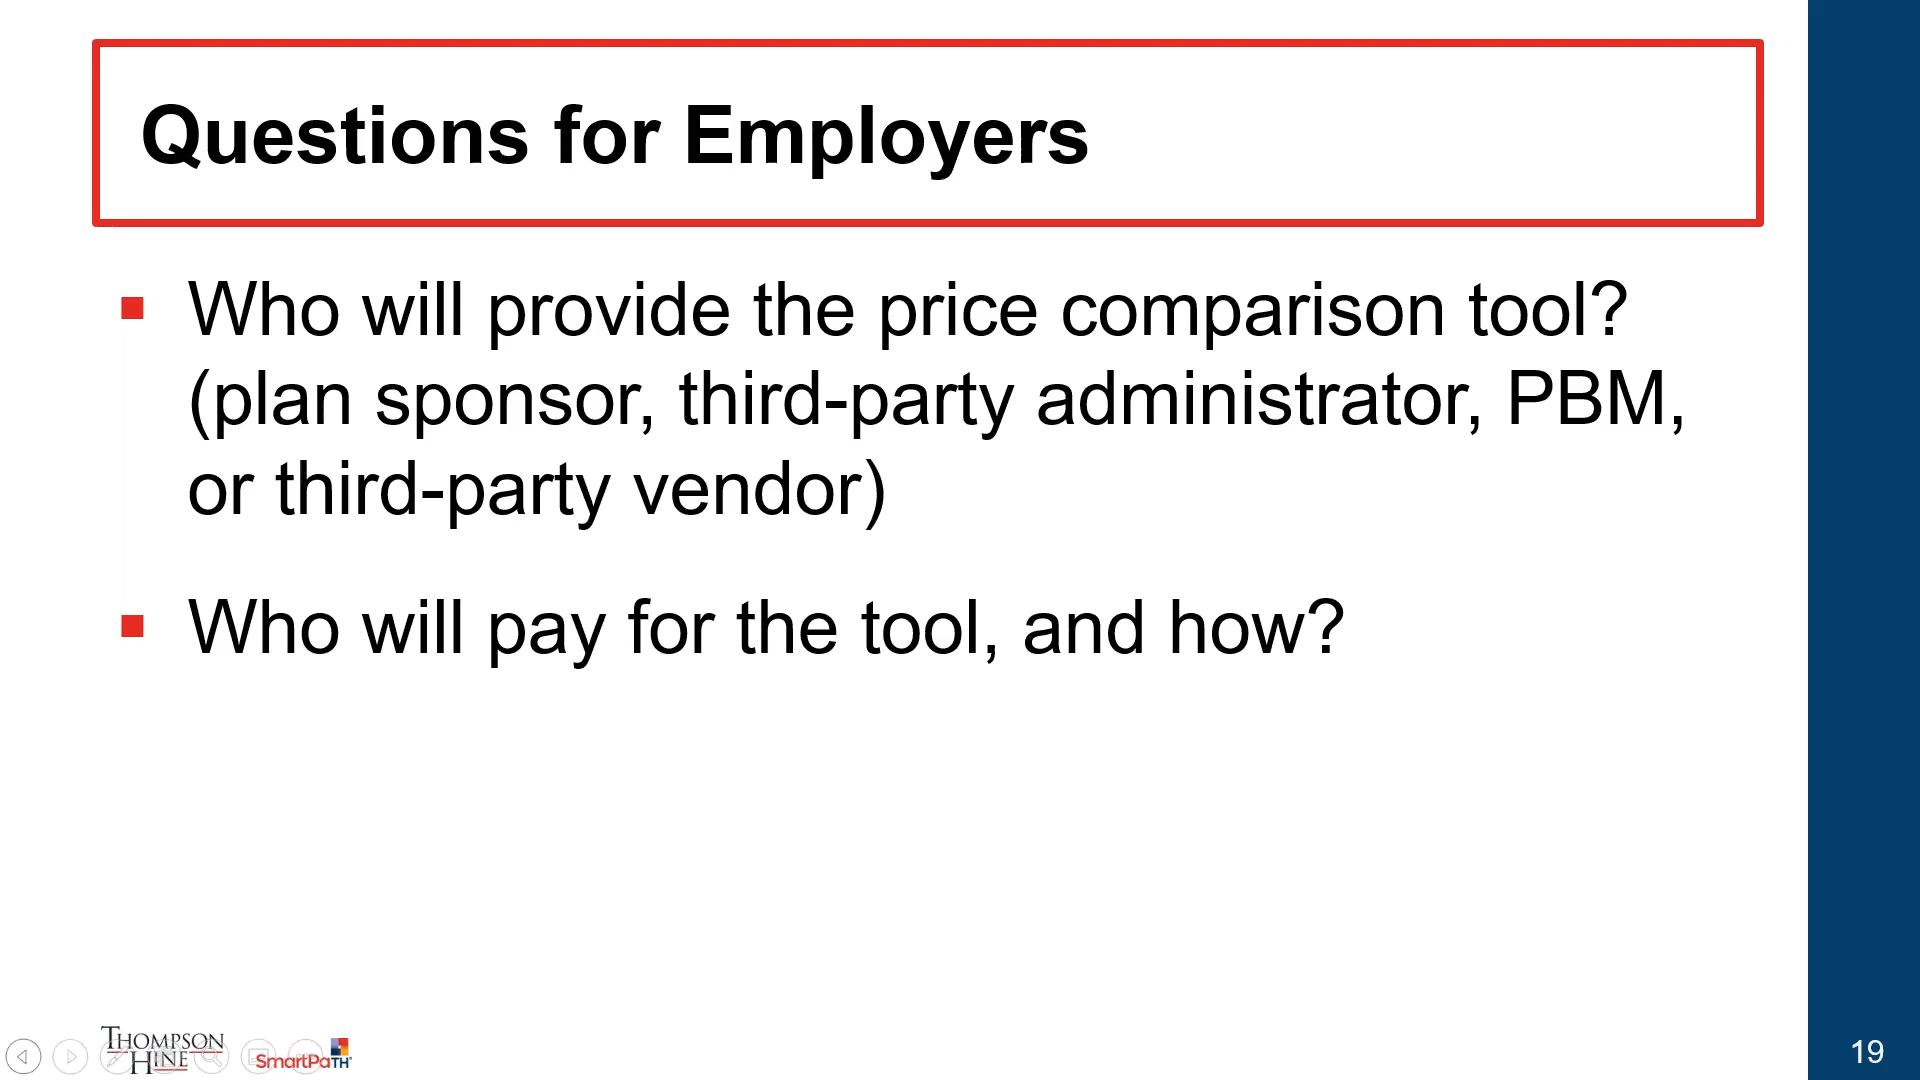 Questions for Employers
Who will provide the price comparison tool?
(plan sponsor, third-party administrator, PBM,
or third-party vendor)
Who will pay for the tool, and how?
THOMPSON
HINE
SmartPaTH
19